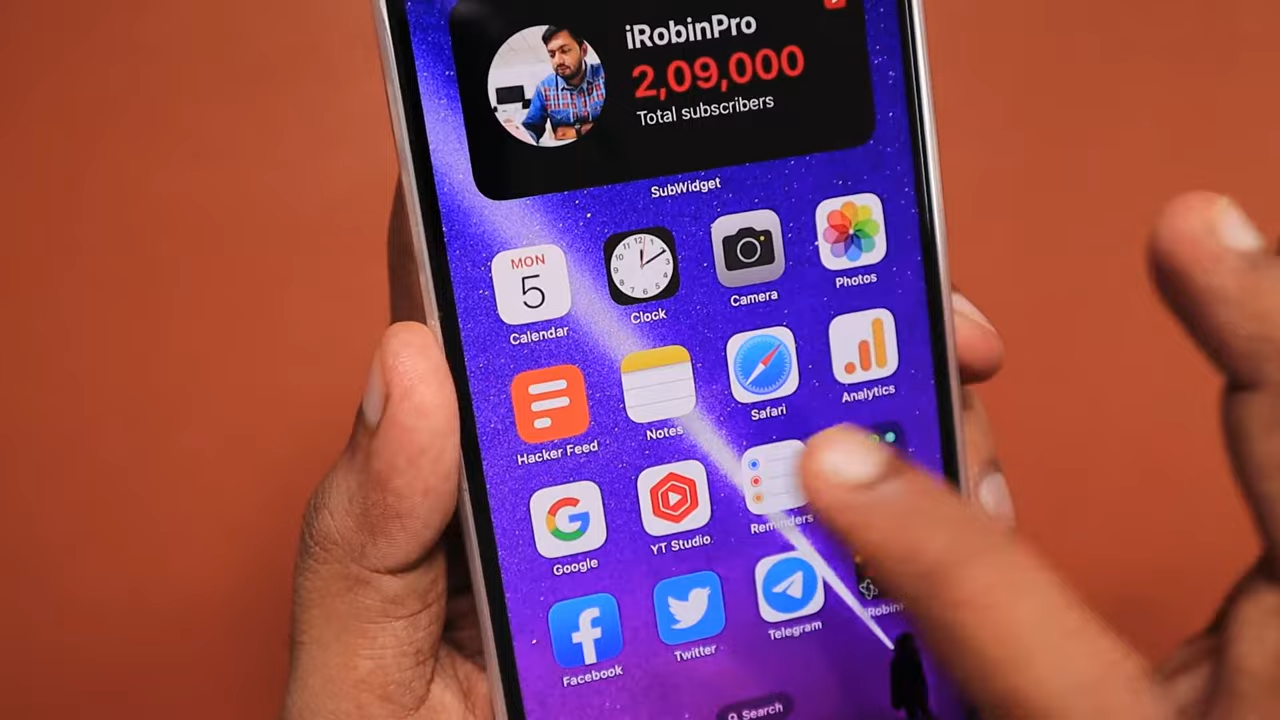 iRobinPro
2,09,000
Total subscribers
SubWidget
MON
5
Calendar
Clock
Camera
Photos
Hacker Feed
Notes
Safari
Analytics
Google
YT Studio
Reminders
Facebook
Twitter
Telegram
Search